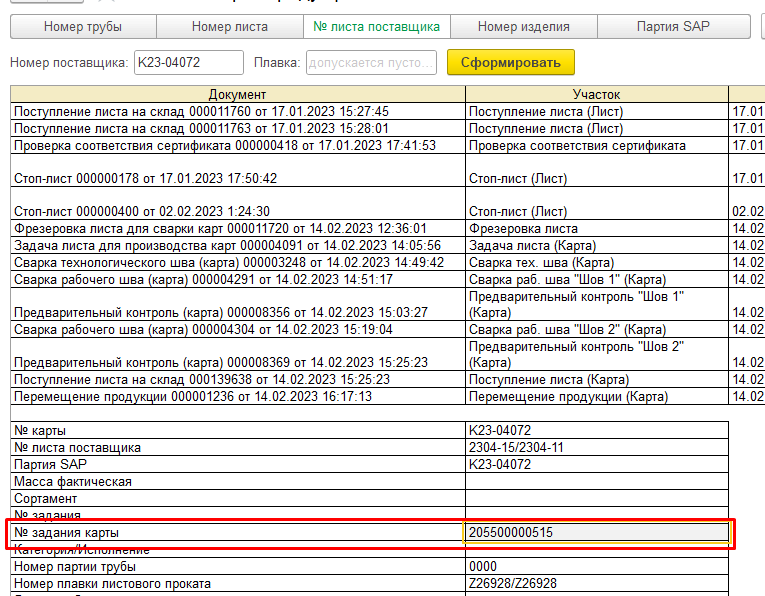 Номер трубы Номер листа № листа поставщика Номер изделия Партия SAP
Номер поставщика: K23-04072 Плавка: допускается пусто... Сформировать
Документ Участок
Поступление листа на склад 000011760 от 17.01.2023 15:27:45 Поступление листа (Лист) 17.01
Поступление листа на склад 000011763 от 17.01.2023 15:28:01 Поступление листа (Лист) 17.01
Проверка соответствия сертификата 000000418 от 17.01.2023 17:41:53 Проверка соответствия сертификата 17.01
Стоп-лист 000000178 от 17.01.2023 17:50:42 Стоп-лист (Лист) 17.01
Стоп-лист 000000400 от 02.02.2023 1:24:30 Стоп-лист (Лист) 02.02
Фрезеровка листа для сварки карт 000011720 от 14.02.2023 12:36:01 Фрезеровка листа 14.02
Задача листа для производства карт 000004091 от 14.02.2023 14:05:56 Задача листа (Карта) 14.02
Сварка технологического шва (карта) 000003248 от 14.02.2023 14:49:42 Сварка тех. шва (Карта) 14.02
Сварка рабочего шва (карта) 000004291 от 14.02.2023 14:51:17 Сварка раб. шва "Шов 1" (Карта) 14.02
Предварительный контроль "Шов 1"
Предварительный контроль (карта) 000008356 от 14.02.2023 15:03:27 (Карта) 14.02
Сварка рабочего шва (карта) 000004304 от 14.02.2023 15:19:04 Сварка раб. шва "Шов 2" (Карта) 14.02
Предварительный контроль "Шов 2"
Предварительный контроль (карта) 000008369 от 14.02.2023 15:25:23 (Карта) 14.02
Поступление листа на склад 000139638 от 14.02.2023 15:25:23 Поступление листа (Карта) 14.02
Перемещение продукции 000001236 от 14.02.2023 16:17:13 Перемещение продукции (Карта) 14.02
№ карты K23-04072
№ листа поставщика 2304-15/2304-11
Партия SAP K23-04072
Масса фактическая
Сортамент
№ задания
№ задания карты 205500000515
Категория/Исполнение
Номер партии трубы 0000
Номер плавки листового проката Z26928/Z26928